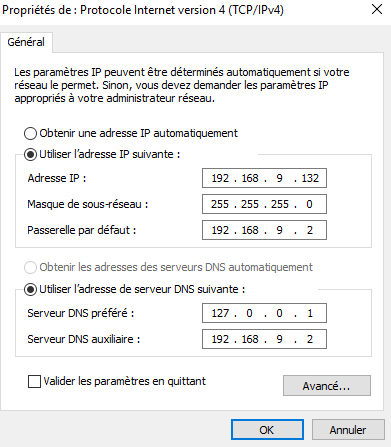 Propriétés de : Protocole Internet version 4 (TCP/IPv4)
Général
Les paramètres IP peuvent être déterminés automatiquement si votre
réseau le permet. Sinon, vous devez demander les paramètres IP
appropriés à votre administrateur réseau.
Obtenir une adresse IP automatiquement
Utiliser l'adresse IP suivante :
Adresse IP : 192 . 168 . 9 . 132
Masque de sous-réseau : 255 . 255 . 255 . 0
Passerelle par défaut : 192 . 168 . 9 . 2
Obtenir les adresses des serveurs DNS automatiquement
Utiliser l'adresse de serveur DNS suivante :
Serveur DNS préféré : 127 . 0 . 0 . 1
Serveur DNS auxiliaire : 192 . 168 . 9 . 2
Valider les paramètres en quittant
Avancé...
OK Annuler